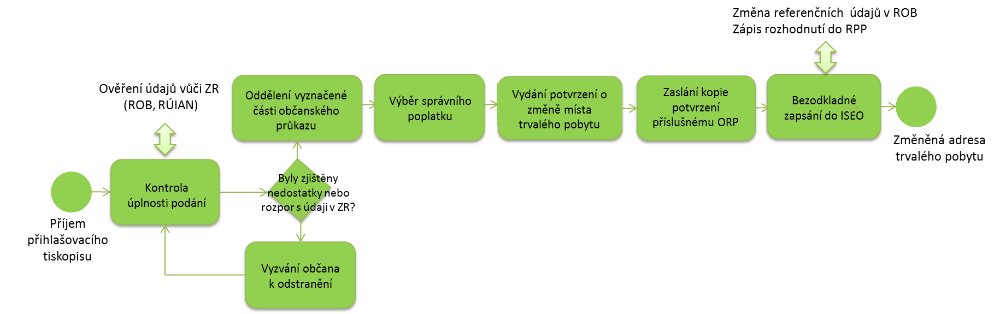 Změna referenčních údajů v ROB
Zápis rozhodnutí do RPP
Ověření údajů vůči ZR
(ROB, RÚIAN)
Oddělení vyznačené
části občanského
průkazu
Výběr správního
poplatku
Vydání potvrzení o
změně místa
trvalého pobytu
Zaslání kopie
potvrzení
příslušnému ORP
Bezodkladné
zapsání do ISEO
Změněná adresa
trvalého pobytu
Kontrola
úplnosti podání
Byly zjištěny
nedostatky nebo
rozpor s údaji v ZR?
Příjem
přihlašovacího
tiskopisu
Vyzvání občana
k odstranění